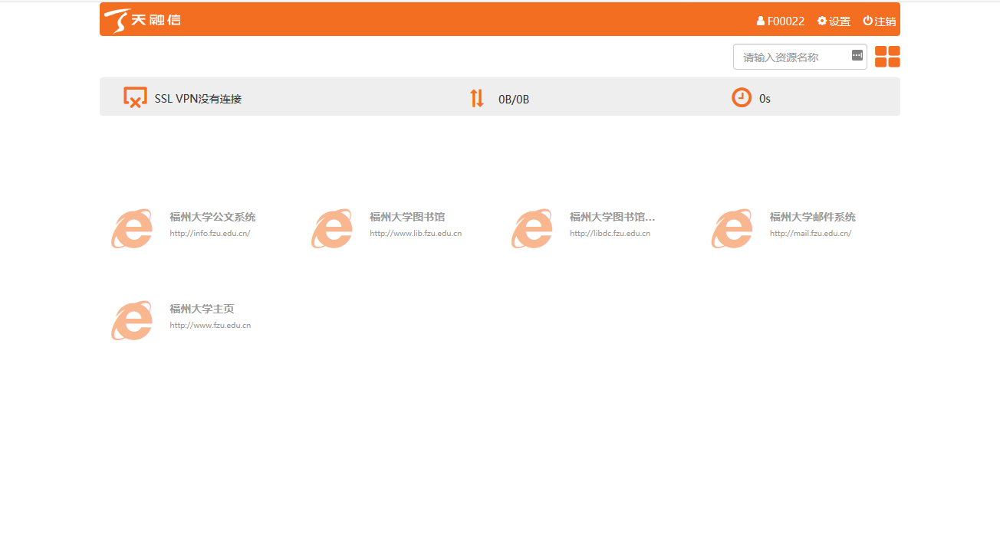 天融信
F00022 设置 注销
请输入资源名称
SSL VPN没有连接 0B/0B 0s
福州大学公文系统
http://info.fzu.edu.cn/
福州大学图书馆
http://www.lib.fzu.edu.cn
福州大学图书馆...
http://libdc.fzu.edu.cn
福州大学邮件系统
http://mail.fzu.edu.cn/
福州大学主页
http://www.fzu.edu.cn